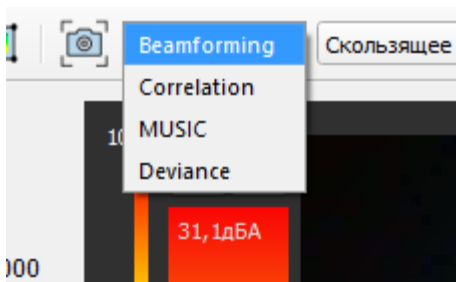 Beamforming
Скользящее
Correlation
MUSIC
Deviance
31,1дБА